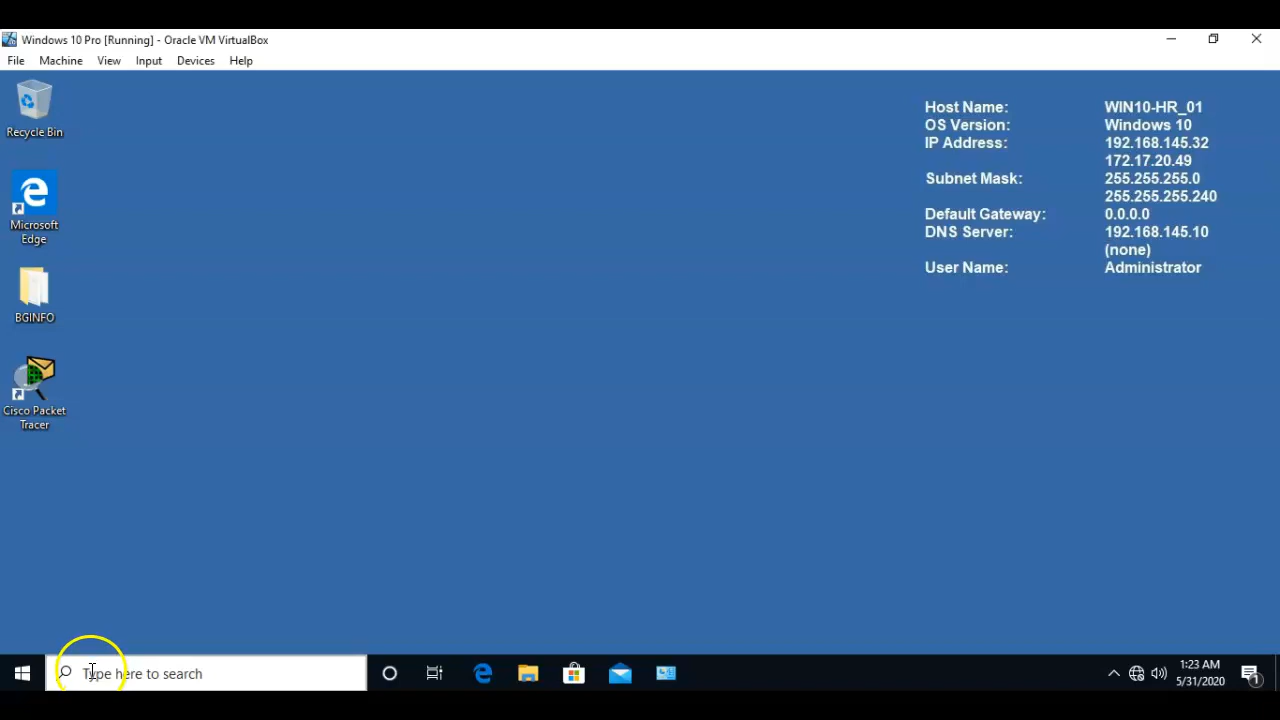 Windows 10 Pro [Running] - Oracle VM VirtualBox
File Machine View Input Devices Help
Recycle Bin
Microsoft
Edge
BGINFO
Cisco Packet
Tracer
Host Name: WIN10-HR_01
OS Version: Windows 10
IP Address: 192.168.145.32
172.17.20.49
Subnet Mask: 255.255.255.0
255.255.255.240
Default Gateway: 0.0.0.0
DNS Server: 192.168.145.10
(none)
User Name: Administrator
Type here to search
1:23 AM
5/31/2020
1